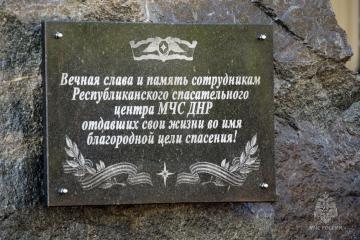 Вечная слава и память сотрудникам
Республиканского спасательного
центра МЧС ДНР
отдавших свои жизни во имя
благородной цели спасения!
МЧС РОССИИ